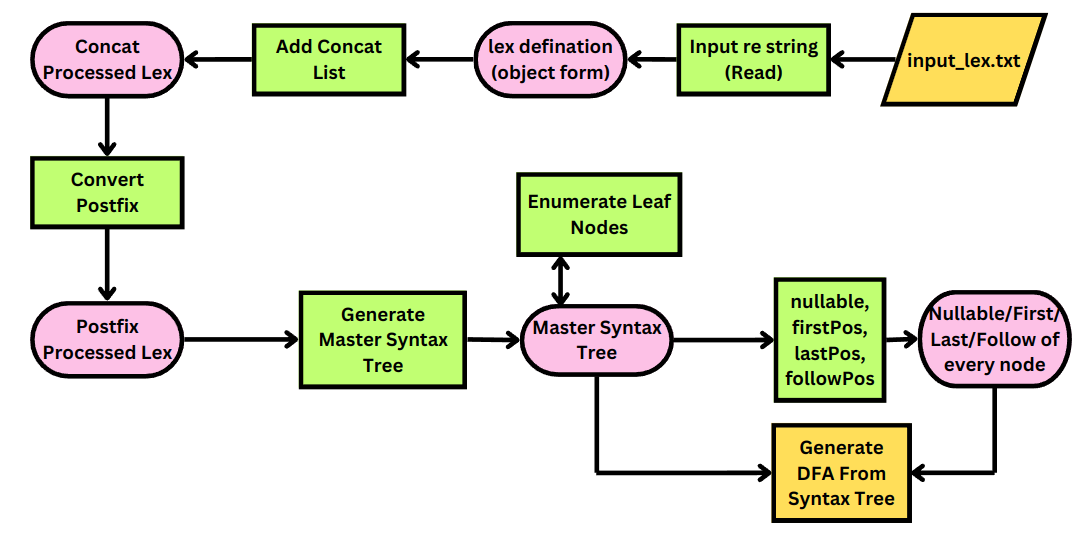 Concat
Processed Lex
Add Concat
List
lex defination
(object form)
Input re string
(Read)
input_lex.txt
Convert
Postfix
Enumerate Leaf
Nodes
Postfix
Processed Lex
Generate
Master Syntax
Tree
Master Syntax
Tree
nullable,
firstPos,
lastPos,
followPos
Nullable/First/
Last/Follow of
every node
Generate
DFA From
Syntax Tree